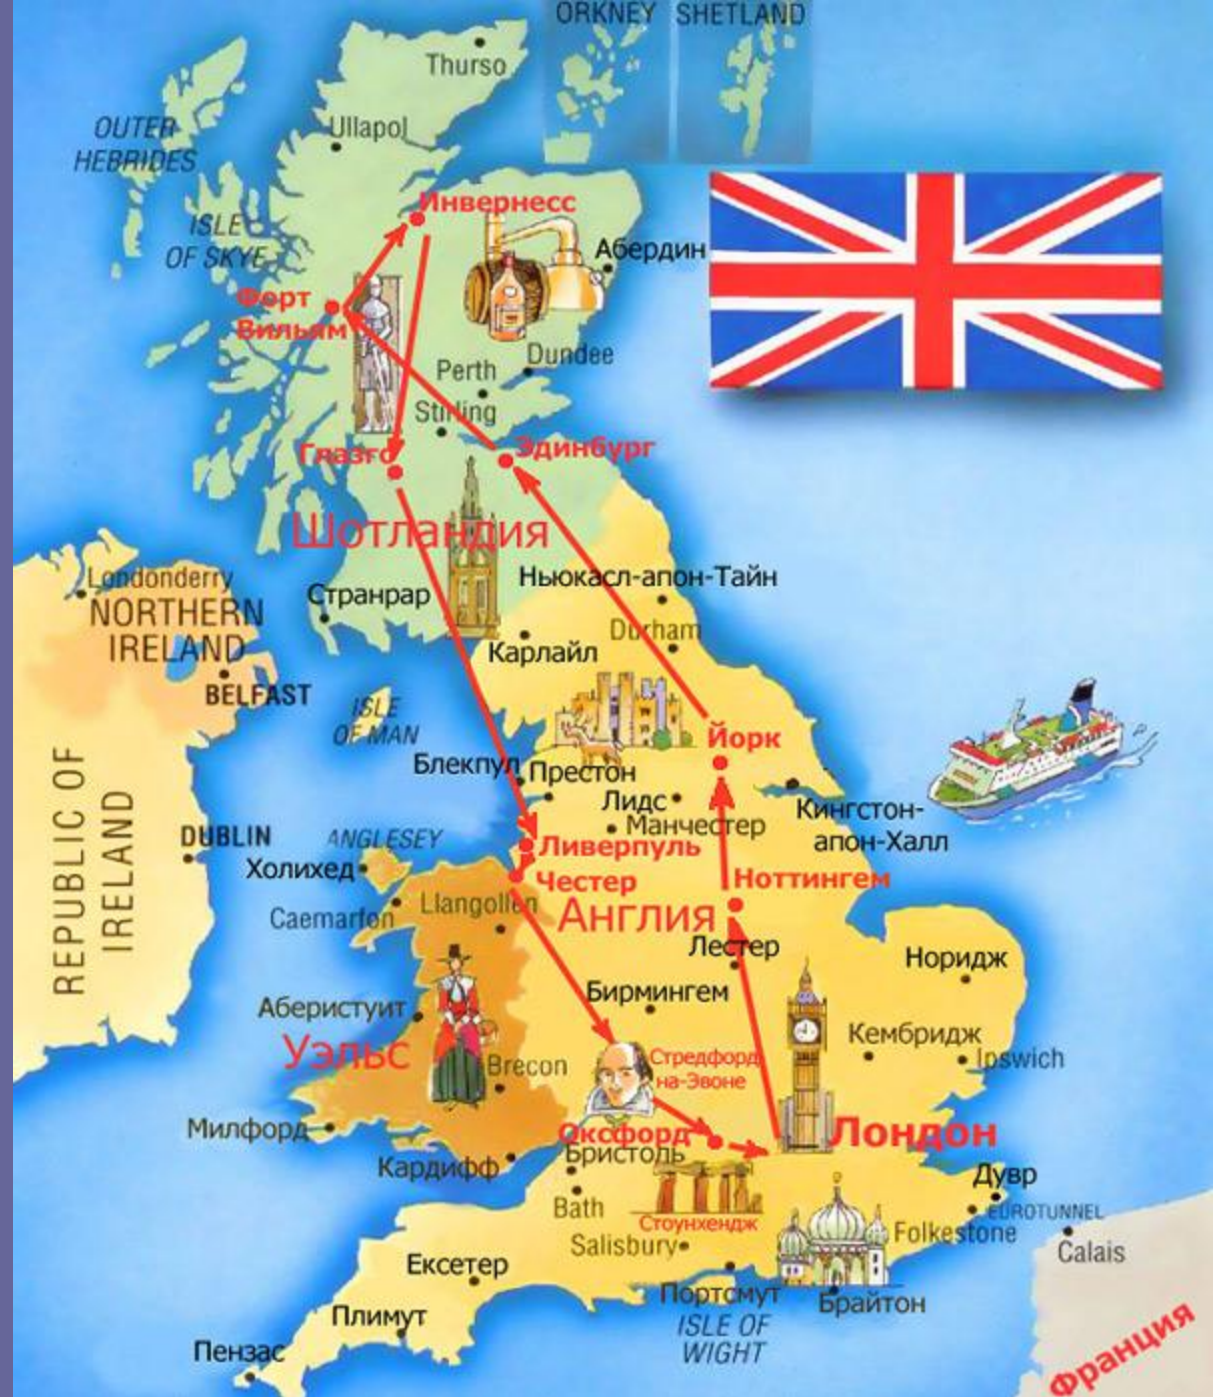 ORKNEY
SHETLAND
Thurso
OUTER
HEBRIDES
Ullapol
Инвернесс
ISLE
OF SKYE
Абердин
Форт
Вильям
Dundee
Perth
Stirling
Глазго
Эдинбург
Шотландия
Londonderry
NORTHERN
IRELAND
Странрар
Ньюкасл-апон-Тайн
Durham
Карлайл
BELFAST
ISLE
OF MAN
Йорк
Блекпул
Престон
REPUBLIC OF
IRELAND
Лидс
Манчестер
Кингстон-
апон-Халл
DUBLIN
ANGLESEY
Ливерпуль
Холихед
Честер
Ноттингем
Caemarfon
Llangollen
Англия
Лестер
Норидж
Бирмингем
Аберистуит
Кембридж
Уэльс
Brecon
Стредфорд
на-Эвоне
Ipswich
Милфорд
Оксфорд
Лондон
Бристоль
Кардифф
Дувр
Bath
Стоунхендж
EUROTUNNEL
Folkestone
Salisbury
Calais
Ексетер
Портсмут
Брайтон
Плимут
ISLE OF
WIGHT
Пензас
Франция